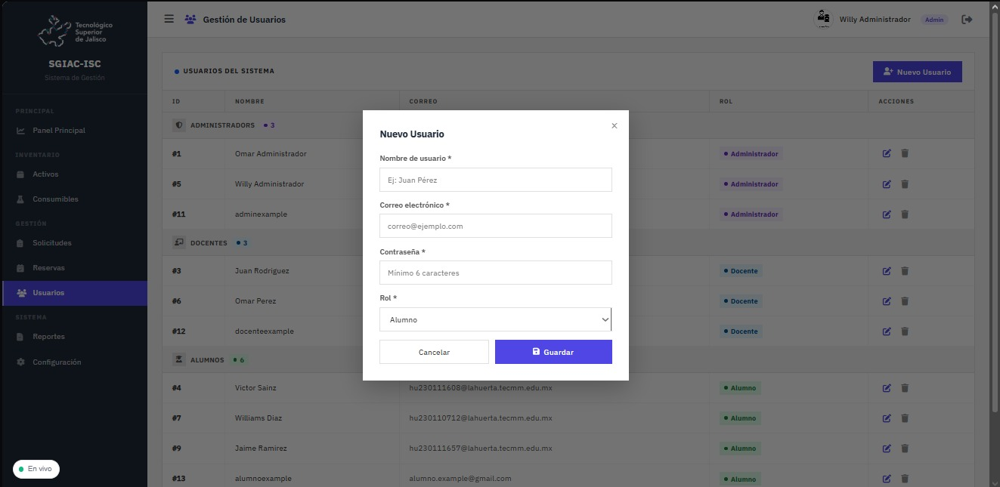 Tecnológico
Superior
de Jalisco
SGIAC-ISC
Sistema de Gestión
PRINCIPAL
Panel Principal
INVENTARIO
Activos
Consumibles
GESTIÓN
Solicitudes
Reservas
Usuarios
SISTEMA
Reportes
Configuración
En vivo
Gestión de Usuarios
Willy Administrador Admin
USUARIOS DEL SISTEMA
Nuevo Usuario
ID NOMBRE CORREO ROL ACCIONES
ADMINISTRADORS 3
#1 Omar Administrador Administrador
#5 Willy Administrador Administrador
#11 adminexample Administrador
DOCENTES 3
#3 Juan Rodriguez Docente
#6 Omar Perez Docente
#12 docenteexample Docente
ALUMNOS 6
#4 Victor Sainz hu230111608@lahuerta.tecmm.edu.mx Alumno
#7 Williams Diaz hu230110712@lahuerta.tecmm.edu.mx Alumno
#9 Jaime Ramirez hu230111657@lahuerta.tecmm.edu.mx Alumno
#13 alumnoexample alumno.example@gmail.com Alumno
Nuevo Usuario
×
Nombre de usuario *
Ej: Juan Pérez
Correo electrónico *
correo@ejemplo.com
Contraseña *
Mínimo 6 caracteres
Rol *
Alumno
Cancelar
Guardar